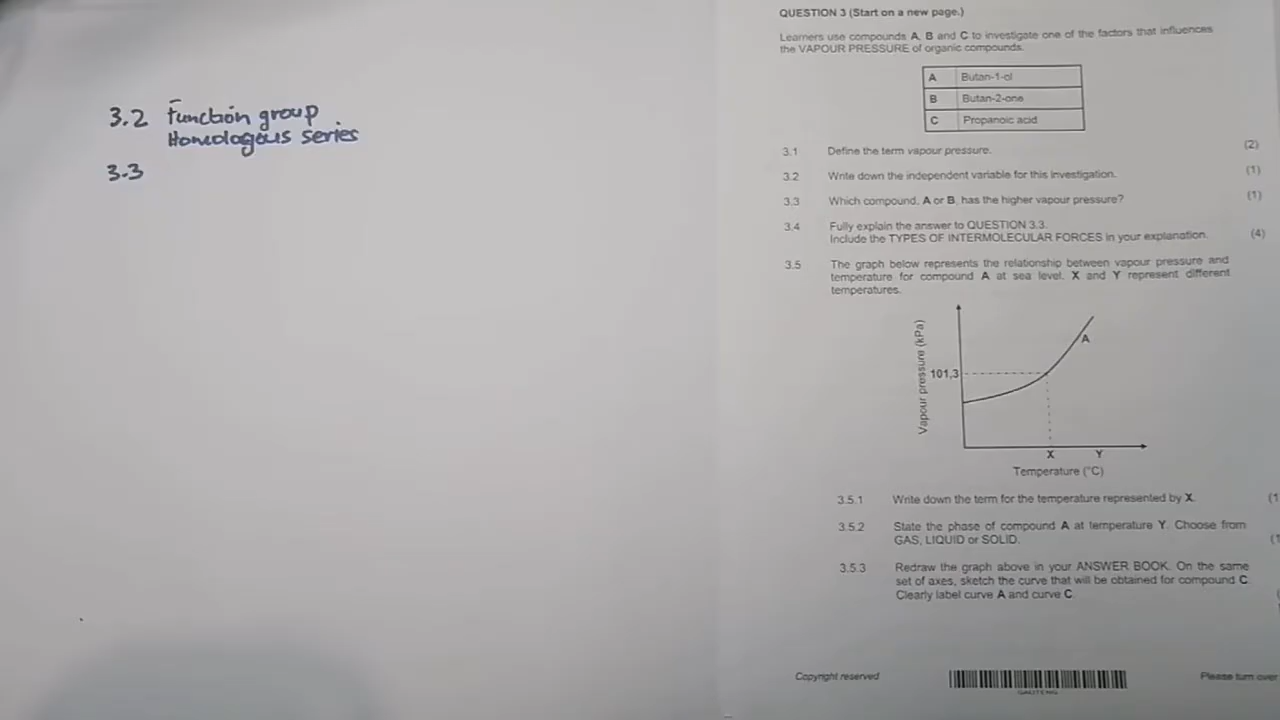 3.2 Function group
Homologous series
3.3
QUESTION 3 (Start on a new page.)
Learners use compounds A, B and C to investigate one of the factors that influences
the VAPOUR PRESSURE of organic compounds.
A Butan-1-ol
B Butan-2-one
C Propanoic acid
3.1 Define the term vapour pressure. (2)
3.2 Write down the independent variable for this investigation. (1)
3.3 Which compound, A or B, has the higher vapour pressure? (1)
3.4 Fully explain the answer to QUESTION 3.3.
Include the TYPES OF INTERMOLECULAR FORCES in your explanation. (4)
3.5 The graph below represents the relationship between vapour pressure and
temperature for compound A at sea level. X and Y represent different
temperatures.
Vapour pressure (kPa)
A
101,3
X Y
Temperature (°C)
3.5.1 Write down the term for the temperature represented by X. (1
3.5.2 State the phase of compound A at temperature Y. Choose from
GAS, LIQUID or SOLID. (1
3.5.3 Redraw the graph above in your ANSWER BOOK. On the same
set of axes, sketch the curve that will be obtained for compound C.
Clearly label curve A and curve C.
Copyright reserved
Please turn over